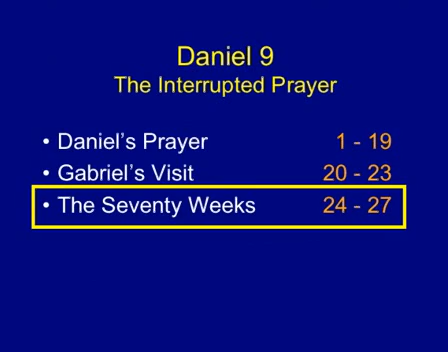 Daniel 9
The Interrupted Prayer
• Daniel's Prayer 1 - 19
• Gabriel's Visit 20 - 23
• The Seventy Weeks 24 - 27